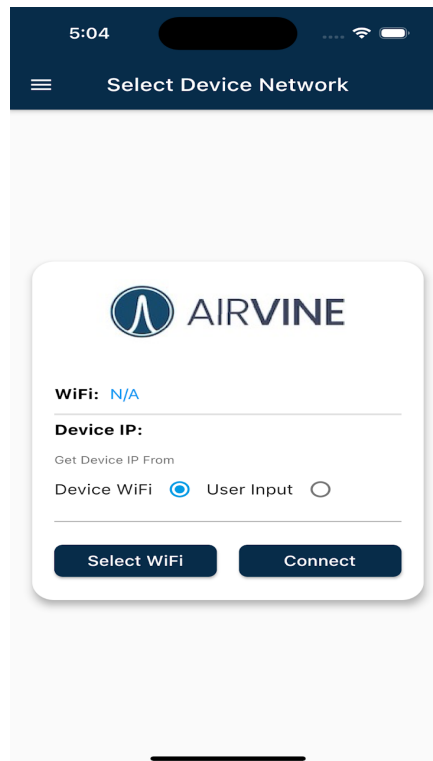 5:04
Select Device Network
AIRVINE
WiFi: N/A
Device IP:
Get Device IP From
Device WiFi User Input
Select WiFi Connect